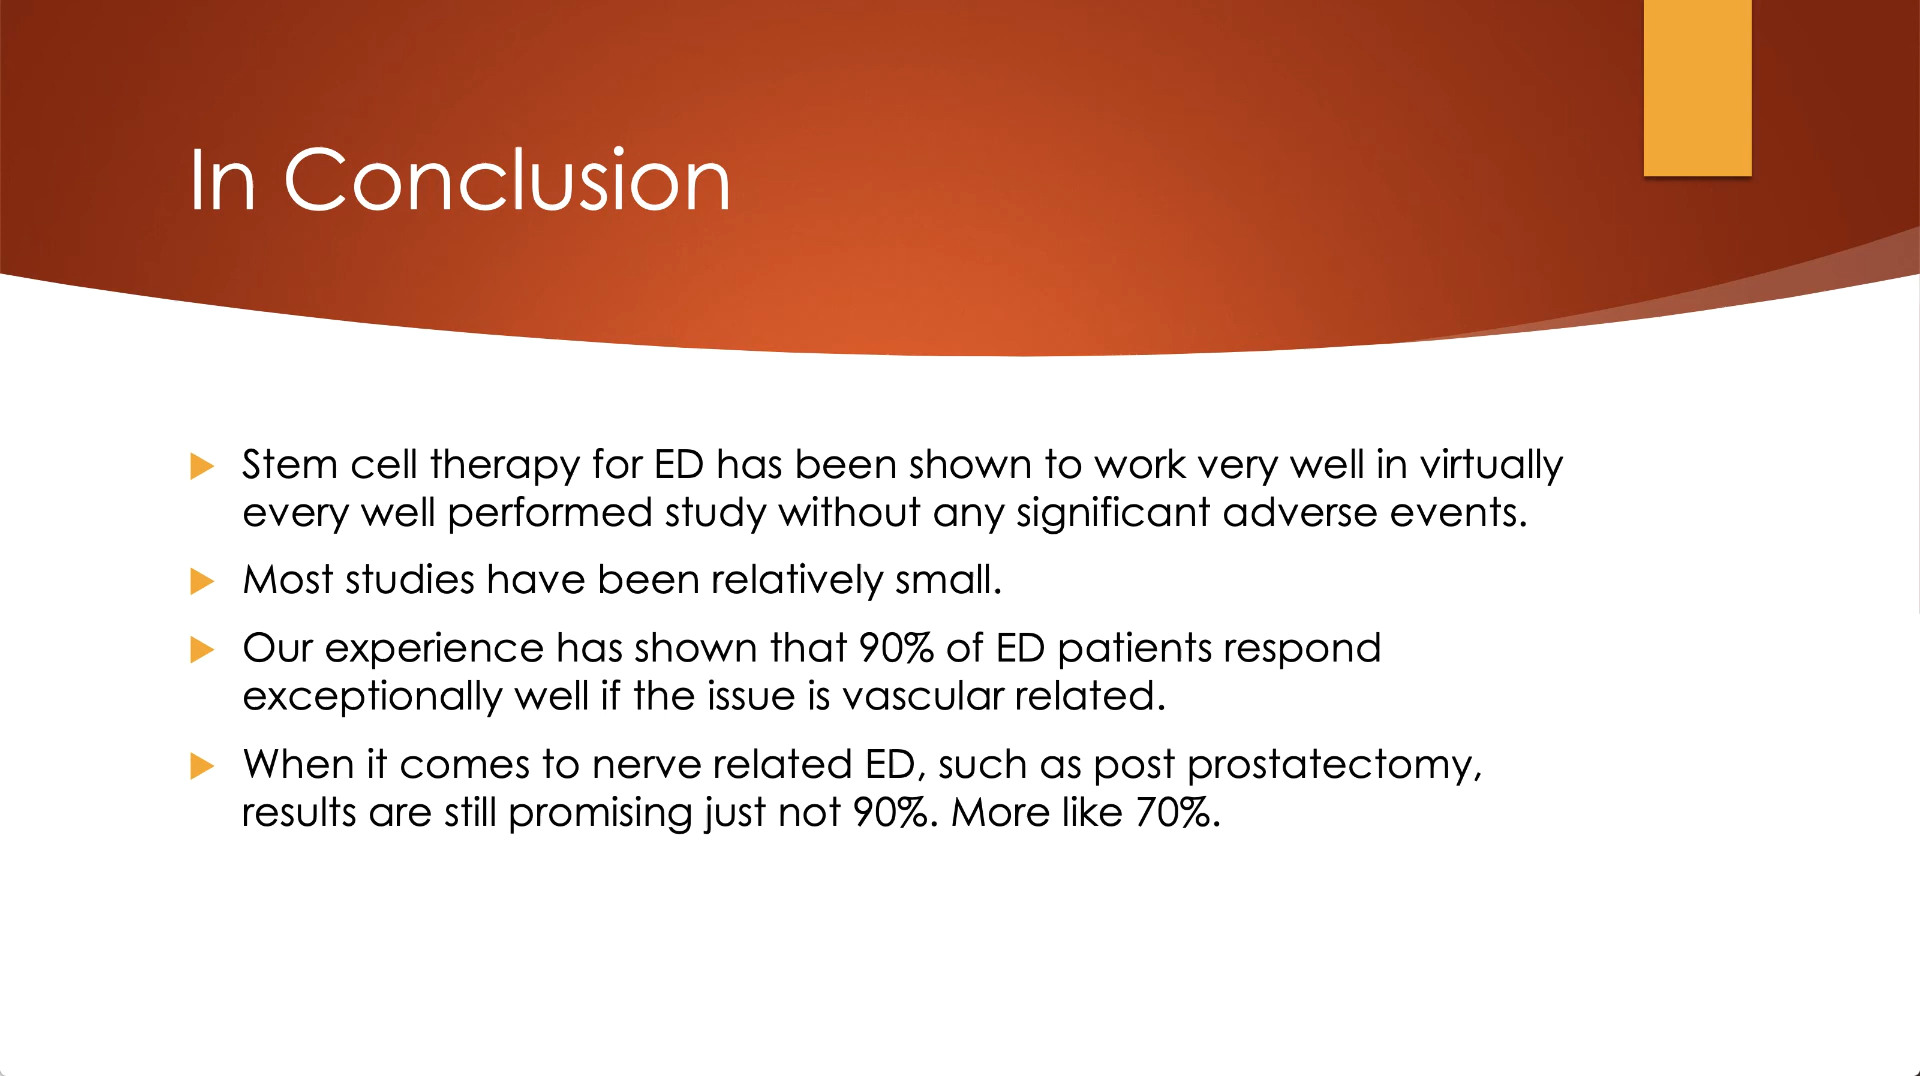 In Conclusion
Stem cell therapy for ED has been shown to work very well in virtually
every well performed study without any significant adverse events.
Most studies have been relatively small.
Our experience has shown that 90% of ED patients respond
exceptionally well if the issue is vascular related.
When it comes to nerve related ED, such as post prostatectomy,
results are still promising just not 90%. More like 70%.